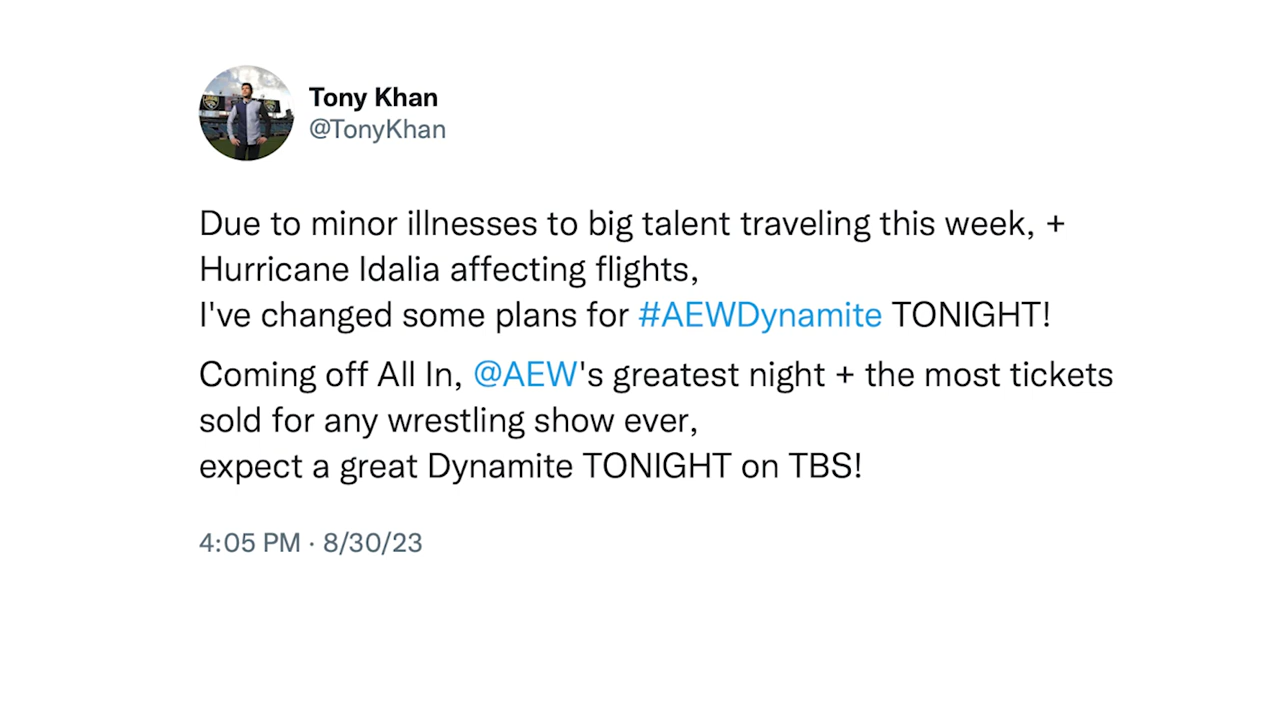 Tony Khan
@TonyKhan
Due to minor illnesses to big talent traveling this week, +
Hurricane Idalia affecting flights,
I've changed some plans for #AEWDynamite TONIGHT!
Coming off All In, @AEW's greatest night + the most tickets
sold for any wrestling show ever,
expect a great Dynamite TONIGHT on TBS!
4:05 PM · 8/30/23